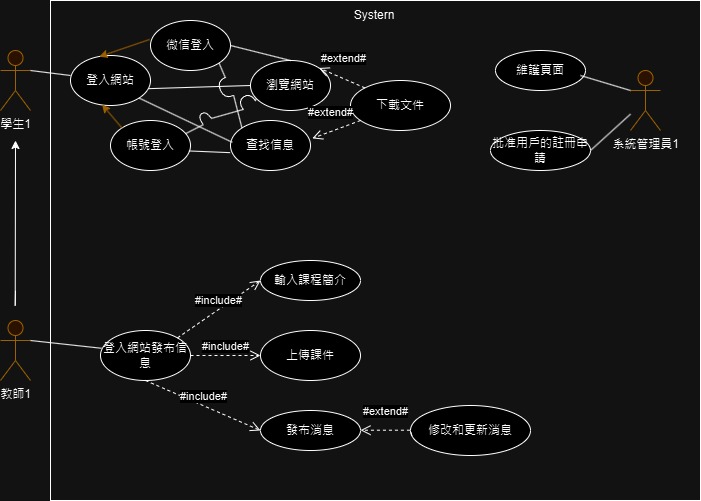 Systern
微信登入
#extend#
登入網站
瀏覽網站
維護頁面
下載文件
#extend#
學生1
帳號登入
查找信息
批准用戶的註冊申
請
系統管理員1
輸入課程簡介
#include#
登入網站發布信
息
#include#
上傳課件
教師1
#include#
#extend#
發布消息
修改和更新消息